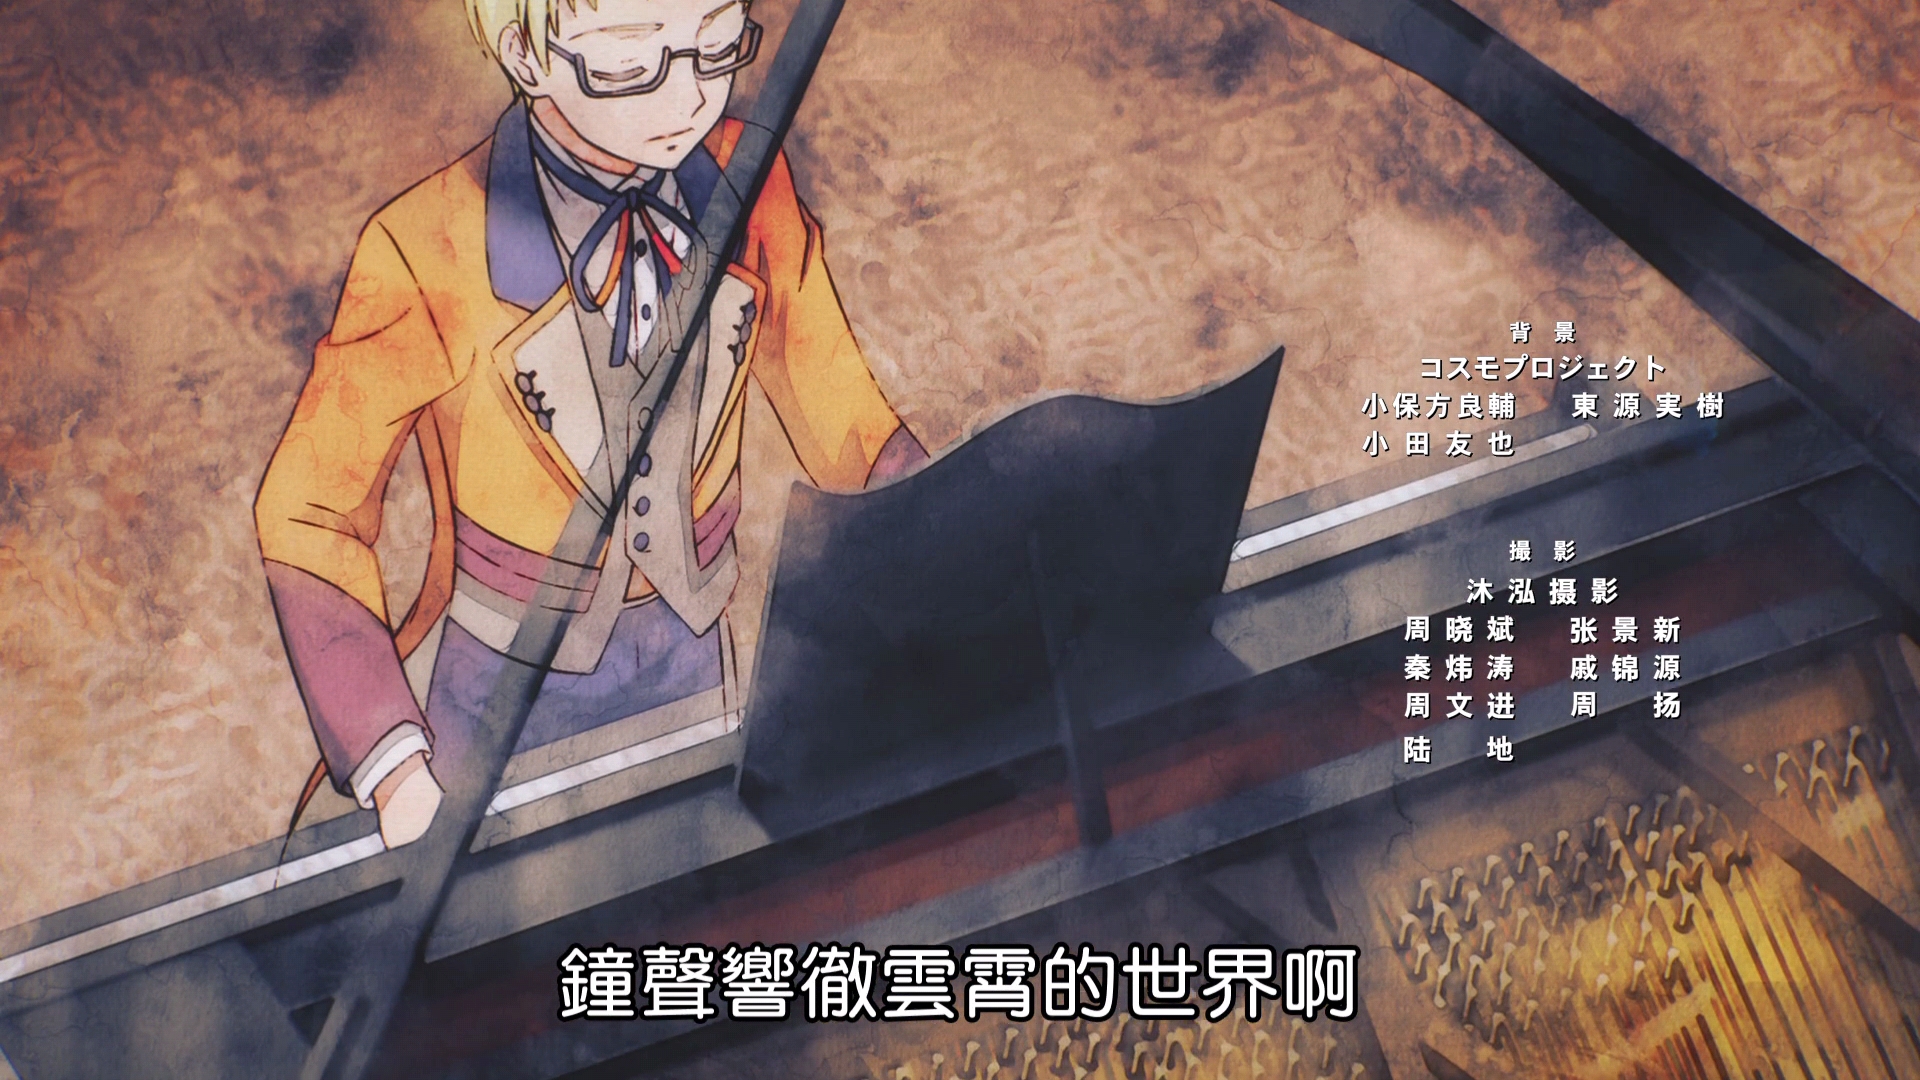 背景
コスモプロジェクト
小保方良輔 東源実樹
小田友也
撮影
沐泓摄影
周晓斌 张景新
秦炜涛 戚锦源
周文进 周扬
陆地
鐘聲響徹雲霄的世界啊